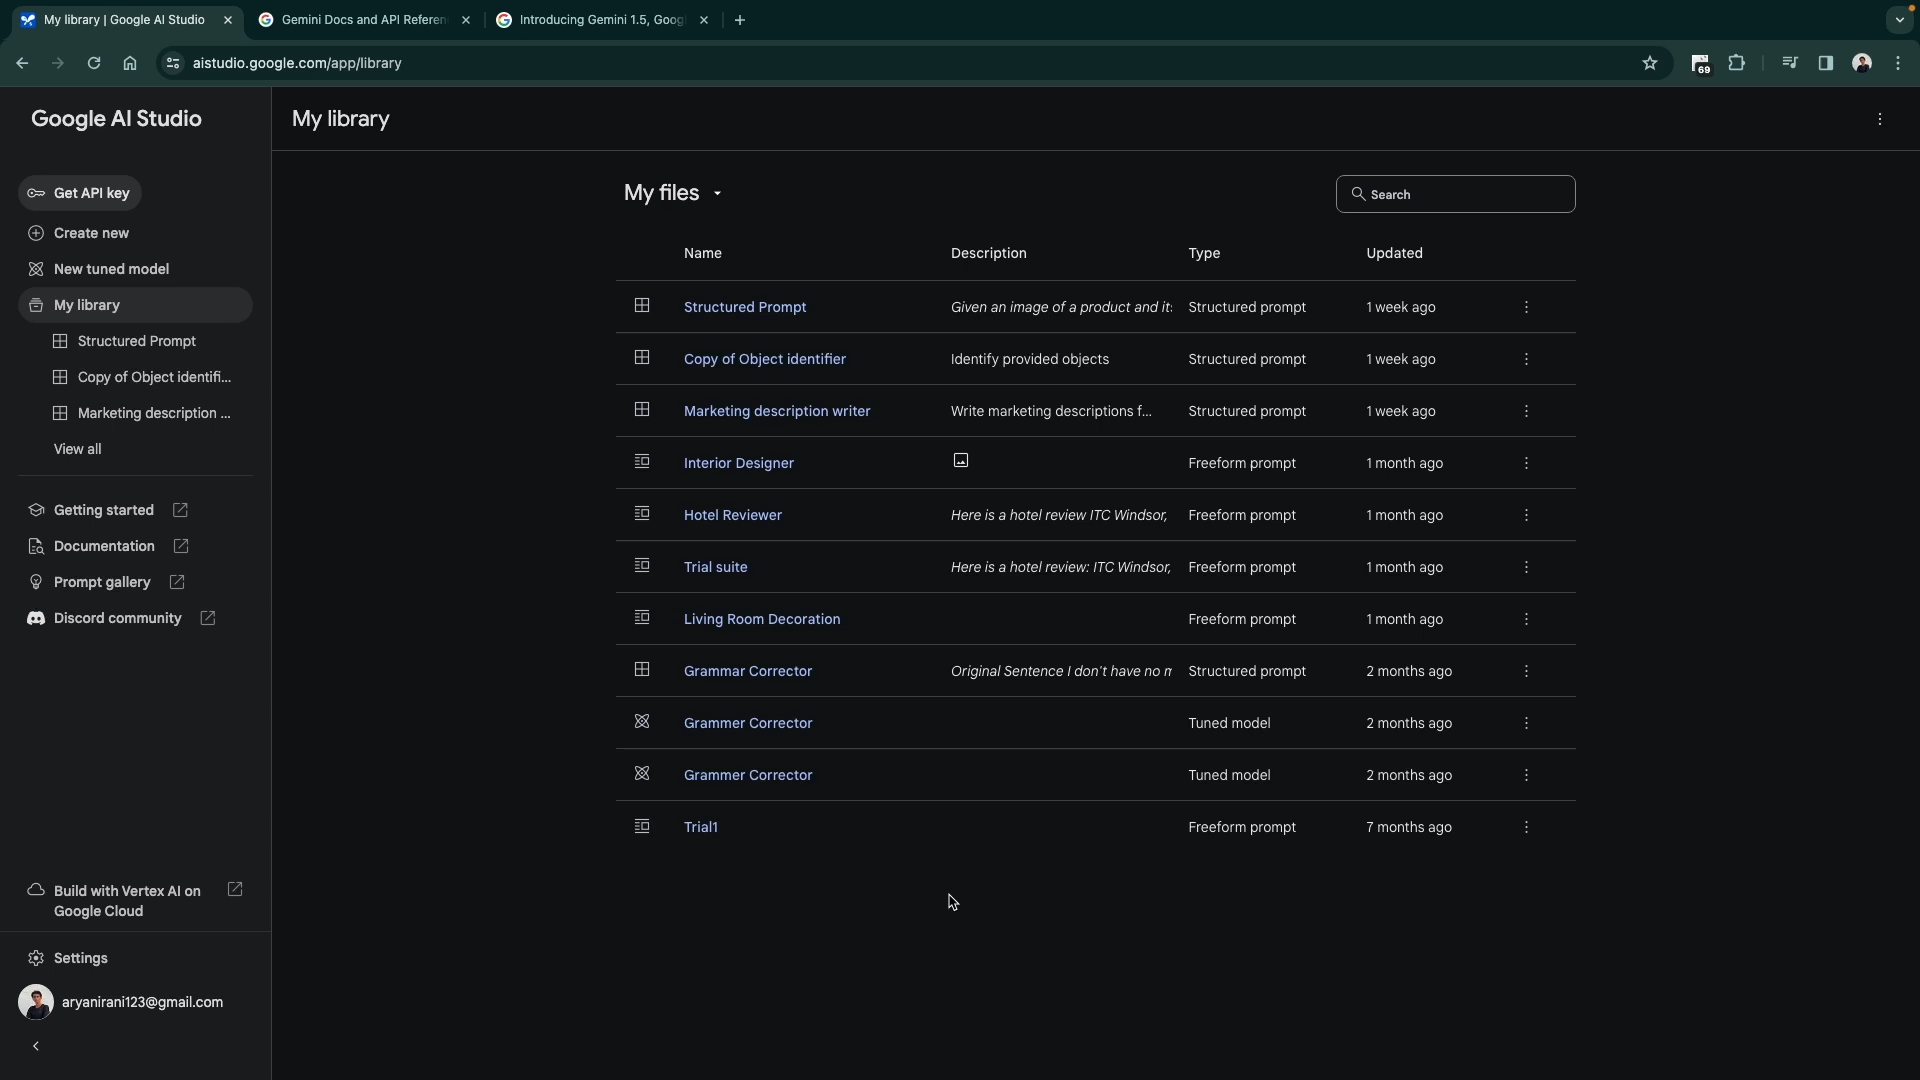 My library | Google AI Studio
Gemini Docs and API Referen
Introducing Gemini 1.5, Goog
aistudio.google.com/app/library
69
Google AI Studio
Get API key
Create new
New tuned model
My library
Structured Prompt
Copy of Object identifi...
Marketing description ...
View all
Getting started
Documentation
Prompt gallery
Discord community
Build with Vertex AI on
Google Cloud
Settings
aryanirani123@gmail.com
My library
My files
Search
Name Description Type Updated
Structured Prompt Given an image of a product and it Structured prompt 1 week ago
Copy of Object identifier Identify provided objects Structured prompt 1 week ago
Marketing description writer Write marketing descriptions f... Structured prompt 1 week ago
Interior Designer Freeform prompt 1 month ago
Hotel Reviewer Here is a hotel review ITC Windsor, Freeform prompt 1 month ago
Trial suite Here is a hotel review: ITC Windsor, Freeform prompt 1 month ago
Living Room Decoration Freeform prompt 1 month ago
Grammar Corrector Original Sentence I don't have no m Structured prompt 2 months ago
Grammer Corrector Tuned model 2 months ago
Grammer Corrector Tuned model 2 months ago
Trial1 Freeform prompt 7 months ago